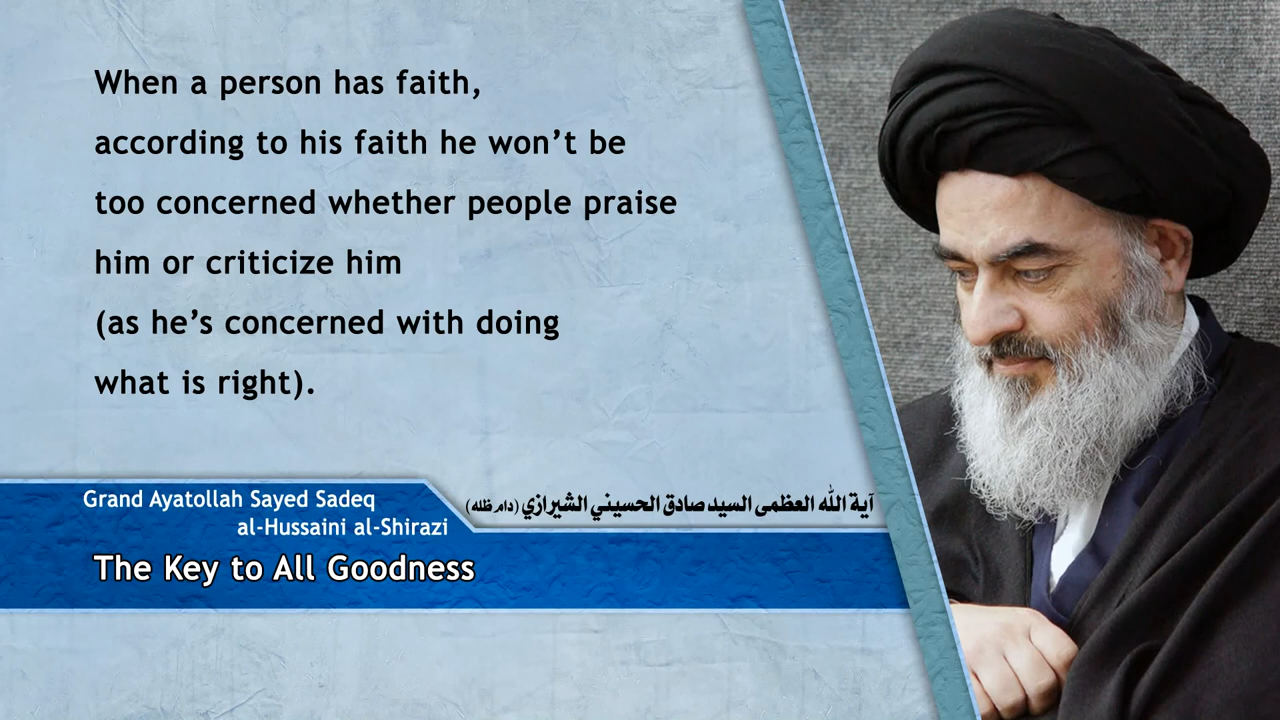 When a person has faith,
according to his faith he won’t be
too concerned whether people praise
him or criticize him
(as he’s concerned with doing
what is right).
Grand Ayatollah Sayed Sadeq
al-Hussaini al-Shirazi
آية الله العظمى السيد صادق الحسيني الشيرازي (دام ظله)
The Key to All Goodness